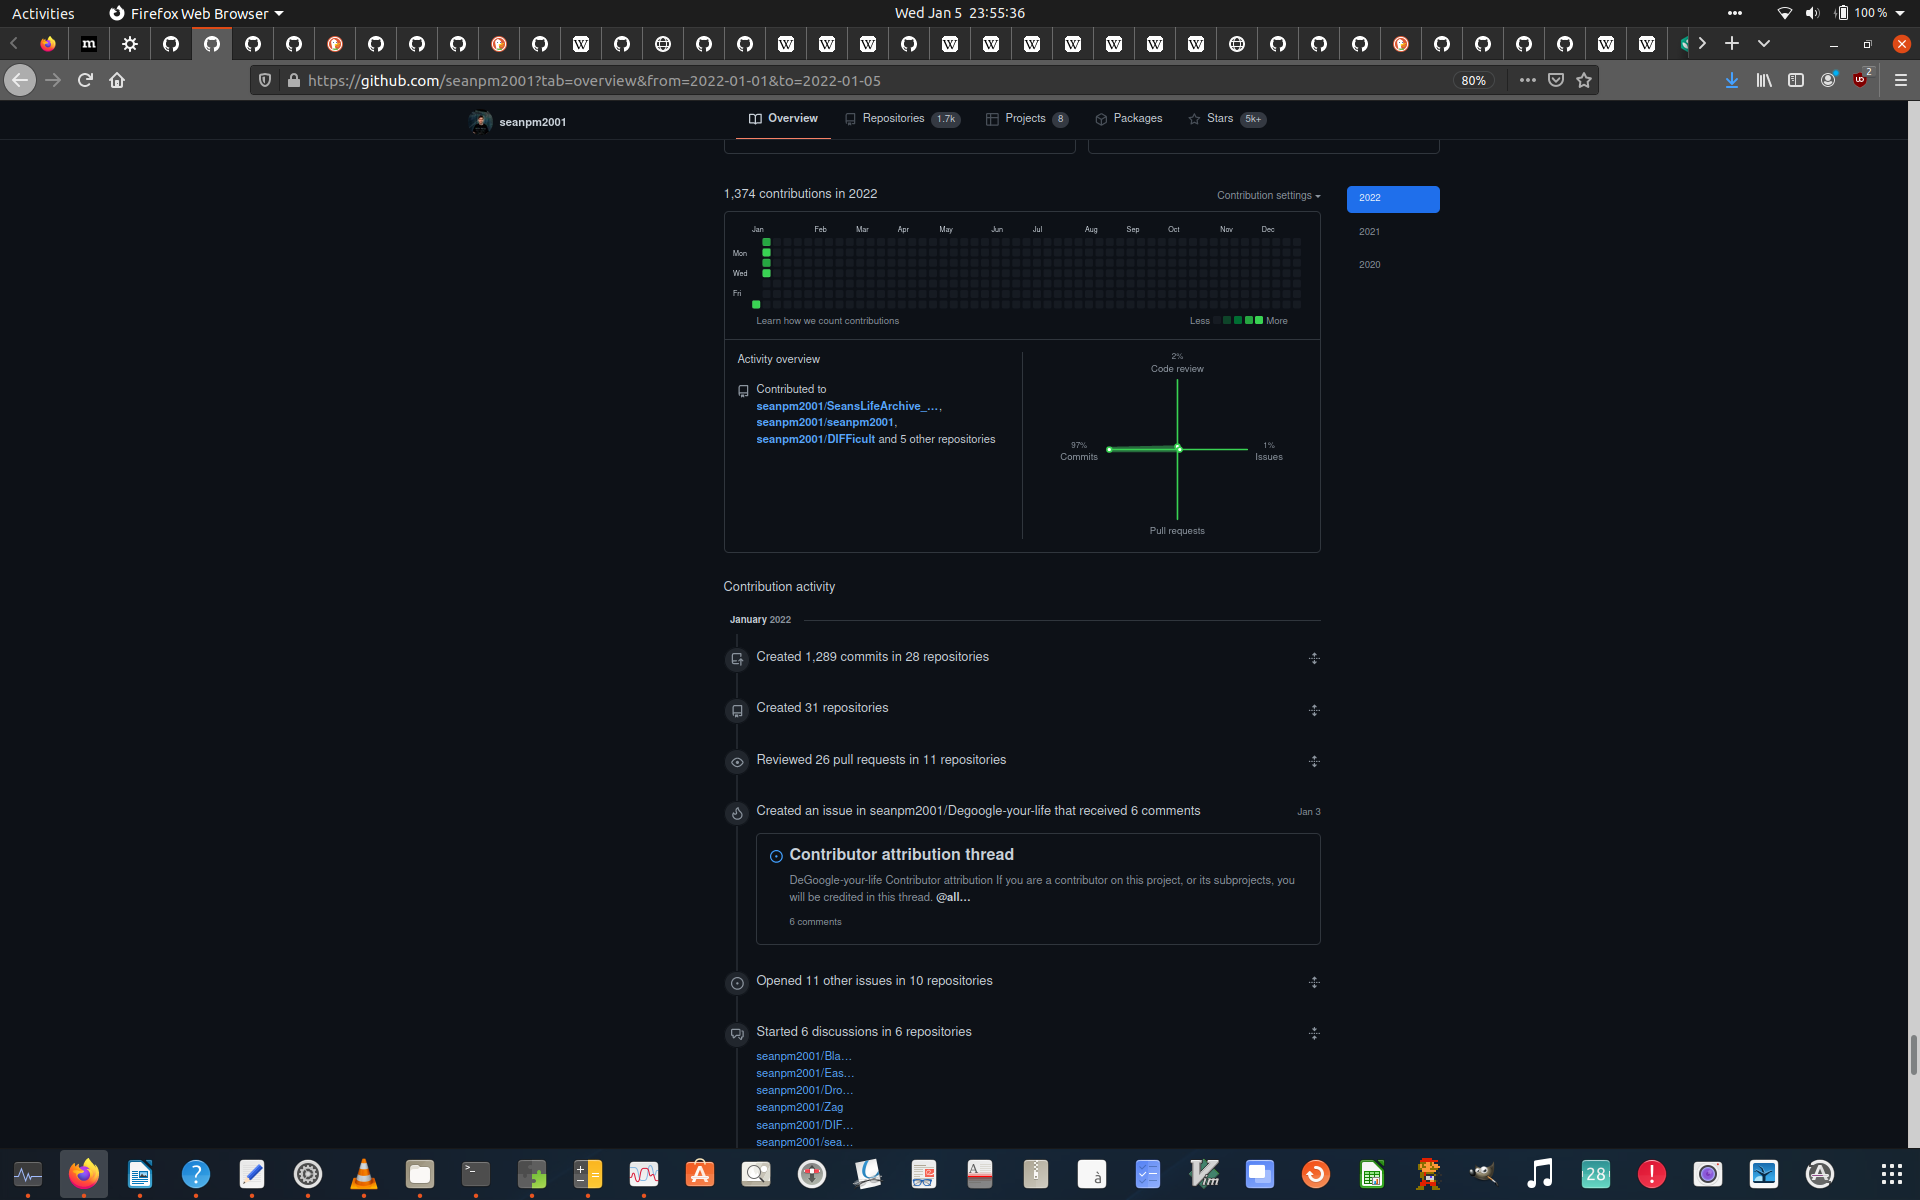 Activities
Firefox Web Browser
Wed Jan 5 23:55:36
100 %
https://github.com/seanpm2001?tab=overview&from=2022-01-01&to=2022-01-05
80%
2
seanpm2001
Overview
Repositories 1.7k
Projects 8
Packages
Stars 5k+
1,374 contributions in 2022
Contribution settings
2022
2021
2020
Jan Feb Mar Apr May Jun Jul Aug Sep Oct Nov Dec
Mon
Wed
Fri
Learn how we count contributions
Less More
Activity overview
Contributed to
seanpm2001/SeansLifeArchive_…,
seanpm2001/seanpm2001,
seanpm2001/DIFFicult and 5 other repositories
2%
Code review
97%
Commits
1%
Issues
Pull requests
Contribution activity
January 2022
Created 1,289 commits in 28 repositories
Created 31 repositories
Reviewed 26 pull requests in 11 repositories
Created an issue in seanpm2001/Degoogle-your-life that received 6 comments
Jan 3
Contributor attribution thread
DeGoogle-your-life Contributor attribution If you are a contributor on this project, or its subprojects, you
will be credited in this thread. @all…
6 comments
Opened 11 other issues in 10 repositories
Started 6 discussions in 6 repositories
seanpm2001/Bla…
seanpm2001/Eas…
seanpm2001/Dro…
seanpm2001/Zag
seanpm2001/DIF…
seanpm2001/sea…
28